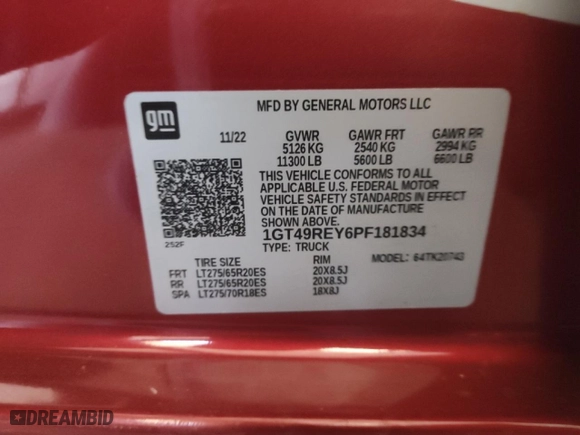 MFD BY GENERAL MOTORS LLC
gm
11/22 GVWR GAWR FRT GAWR RR
5126 KG 2540 KG 2994 KG
11300 LB 5600 LB 6600 LB
THIS VEHICLE CONFORMS TO ALL
APPLICABLE U.S. FEDERAL MOTOR
VEHICLE SAFETY STANDARDS IN EFFECT
ON THE DATE OF MANUFACTURE
SHOWN ABOVE.
1GT49REY6PF181834
252F
TYPE: TRUCK MODEL: 64TK20743
TIRE SIZE RIM
FRT LT275/65R20ES 20X8.5J
RR LT275/65R20ES 20X8.5J
SPA LT275/70R18ES 18X8J
DREAMBID